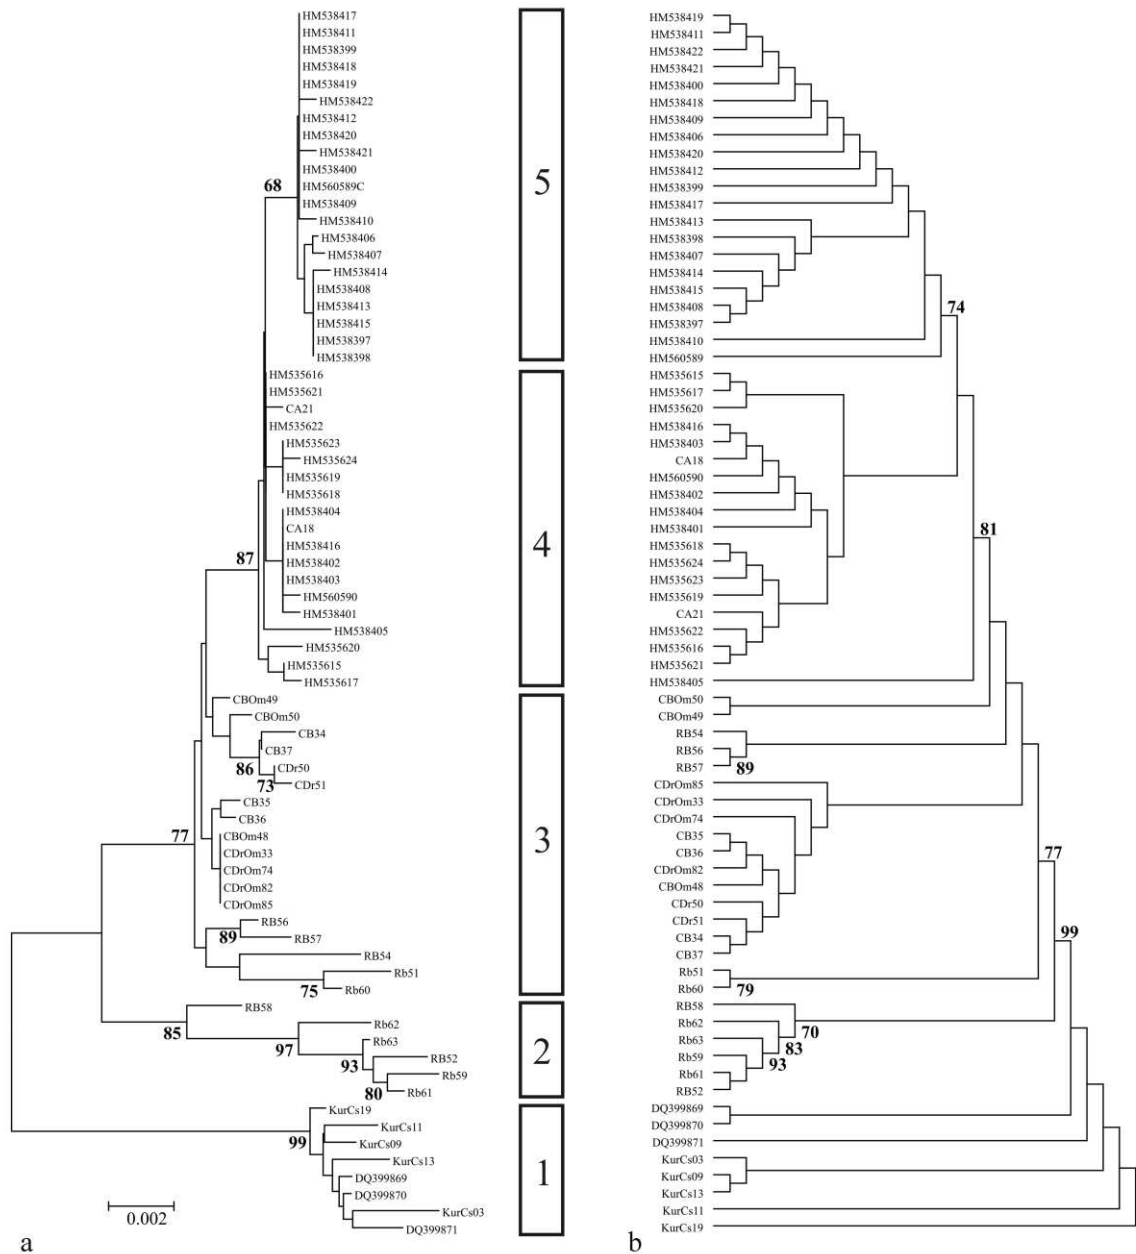 HM538417
HM538411
HM538399
HM538418
HM538419
HM538422
HM538412
HM538420
HM538421
HM538400
HM560589C
68
HM538409
HM538410
HM538406
HM538407
HM538414
HM538408
HM538413
HM538415
HM538397
HM538398
HM535616
HM535621
CA21
HM535622
HM535623
HM535624
HM535619
HM535618
HM538404
CA18
HM538416
87
HM538402
HM538403
HM560590
HM538401
HM538405
HM535620
HM535615
HM535617
CBOm49
CBOm50
CB34
CB37
86
CDr50
73
CDr51
CB35
CB36
77
CBOm48
CDrOm33
CDrOm74
CDrOm82
CDrOm85
RB56
89
RB57
RB54
Rb51
75
Rb60
RB58
85
Rb62
97
Rb63
RB52
93
Rb59
80
Rb61
KurCs19
KurCs11
99
KurCs09
KurCs13
DQ399869
DQ399870
KurCs03
DQ399871
0.002
a
5
4
3
2
1
HM538419
HM538411
HM538422
HM538421
HM538400
HM538418
HM538409
HM538406
HM538420
HM538412
HM538399
HM538417
HM538413
HM538398
HM538407
HM538414
HM538415
HM538408
74
HM538397
HM538410
HM560589
HM535615
HM535617
HM535620
HM538416
HM538403
CA18
HM560590
HM538402
HM538404
HM538401
81
HM535618
HM535624
HM535623
HM535619
CA21
HM535622
HM535616
HM535621
HM538405
CBOm50
CBOm49
RB54
RB56
RB57
89
CDrOm85
CDrOm33
CDrOm74
CB35
CB36
77
CDrOm82
CBOm48
CDr50
CDr51
CB34
99
CB37
Rb51
Rb60
79
RB58
Rb62
70
Rb63
83
Rb59
93
Rb61
RB52
DQ399869
DQ399870
DQ399871
KurCs03
KurCs09
KurCs13
KurCs11
KurCs19
b